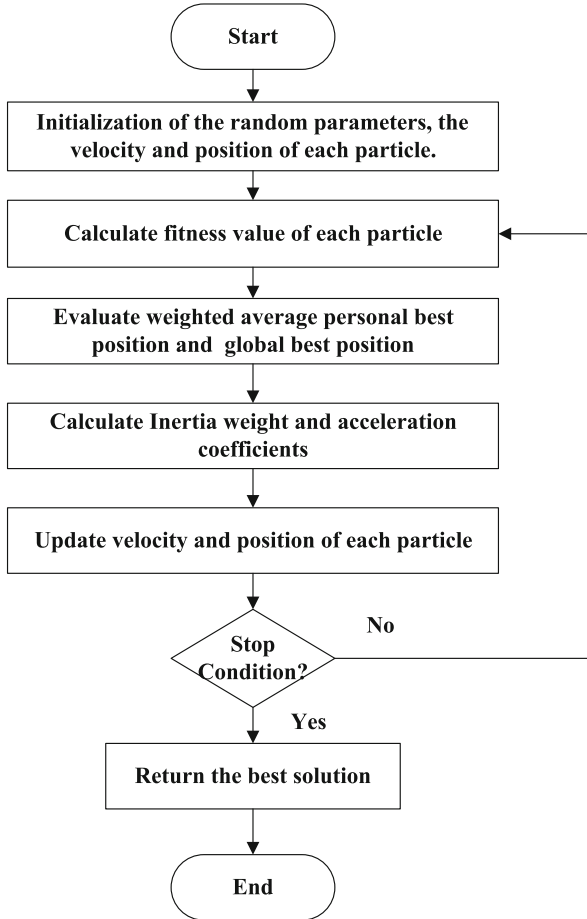 Start
Initialization of the random parameters, the
velocity and position of each particle.
Calculate fitness value of each particle
Evaluate weighted average personal best
position and  global best position
Calculate Inertia weight and acceleration
coefficients
Update velocity and position of each particle
Stop
Condition?
No
Yes
Return the best solution
End